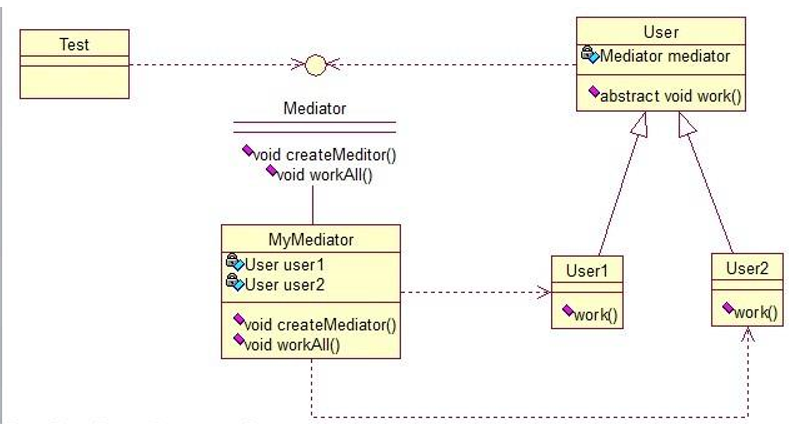 Test
User
Mediator mediator
abstract void work()
Mediator
void createMeditor()
void workAll()
MyMediator
User user1
User user2
void createMediator()
void workAll()
User1
work()
User2
work()